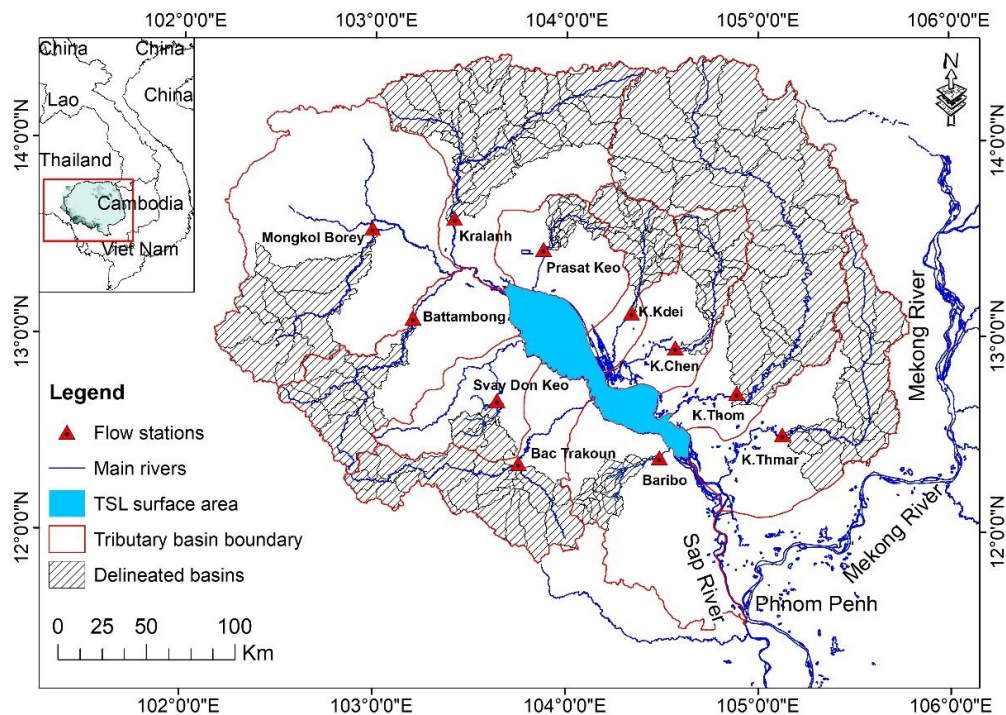 102°0'0"E 103°0'0"E 104°0'0"E 105°0'0"E 106°0'0"E
China China
China
Lao
Thailand
Cambodia
Viet Nam
N
14°0'0"N 14°0'0"N
Mongkol Borey
Kralanh
Prasat Keo
13°0'0"N 13°0'0"N
Battambong
K.Kdei
K.Chen
Mekong River
Svay Don Keo
K.Thom
Bac Trakoun
K.Thmar
Baribo
12°0'0"N 12°0'0"N
Mekong River
Sap River
Phnom Penh
Legend
Flow stations
Main rivers
TSL surface area
Tributary basin boundary
Delineated basins
0 25 50 100
Km
102°0'0"E 103°0'0"E 104°0'0"E 105°0'0"E 106°0'0"E